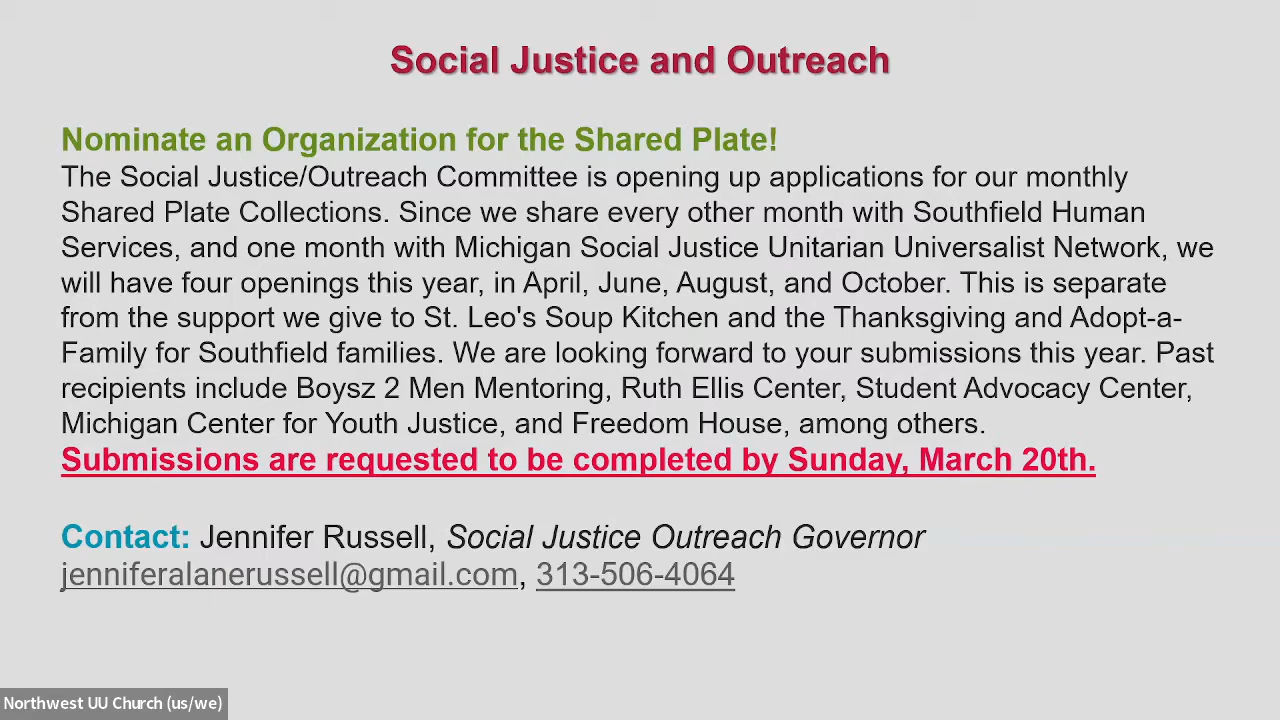 Social Justice and Outreach
Nominate an Organization for the Shared Plate!
The Social Justice/Outreach Committee is opening up applications for our monthly
Shared Plate Collections. Since we share every other month with Southfield Human
Services, and one month with Michigan Social Justice Unitarian Universalist Network, we
will have four openings this year, in April, June, August, and October. This is separate
from the support we give to St. Leo's Soup Kitchen and the Thanksgiving and Adopt-a-
Family for Southfield families. We are looking forward to your submissions this year. Past
recipients include Boysz 2 Men Mentoring, Ruth Ellis Center, Student Advocacy Center,
Michigan Center for Youth Justice, and Freedom House, among others.
Submissions are requested to be completed by Sunday, March 20th.
Contact: Jennifer Russell, Social Justice Outreach Governor
jenniferalanerussell@gmail.com, 313-506-4064
Northwest UU Church (us/we)